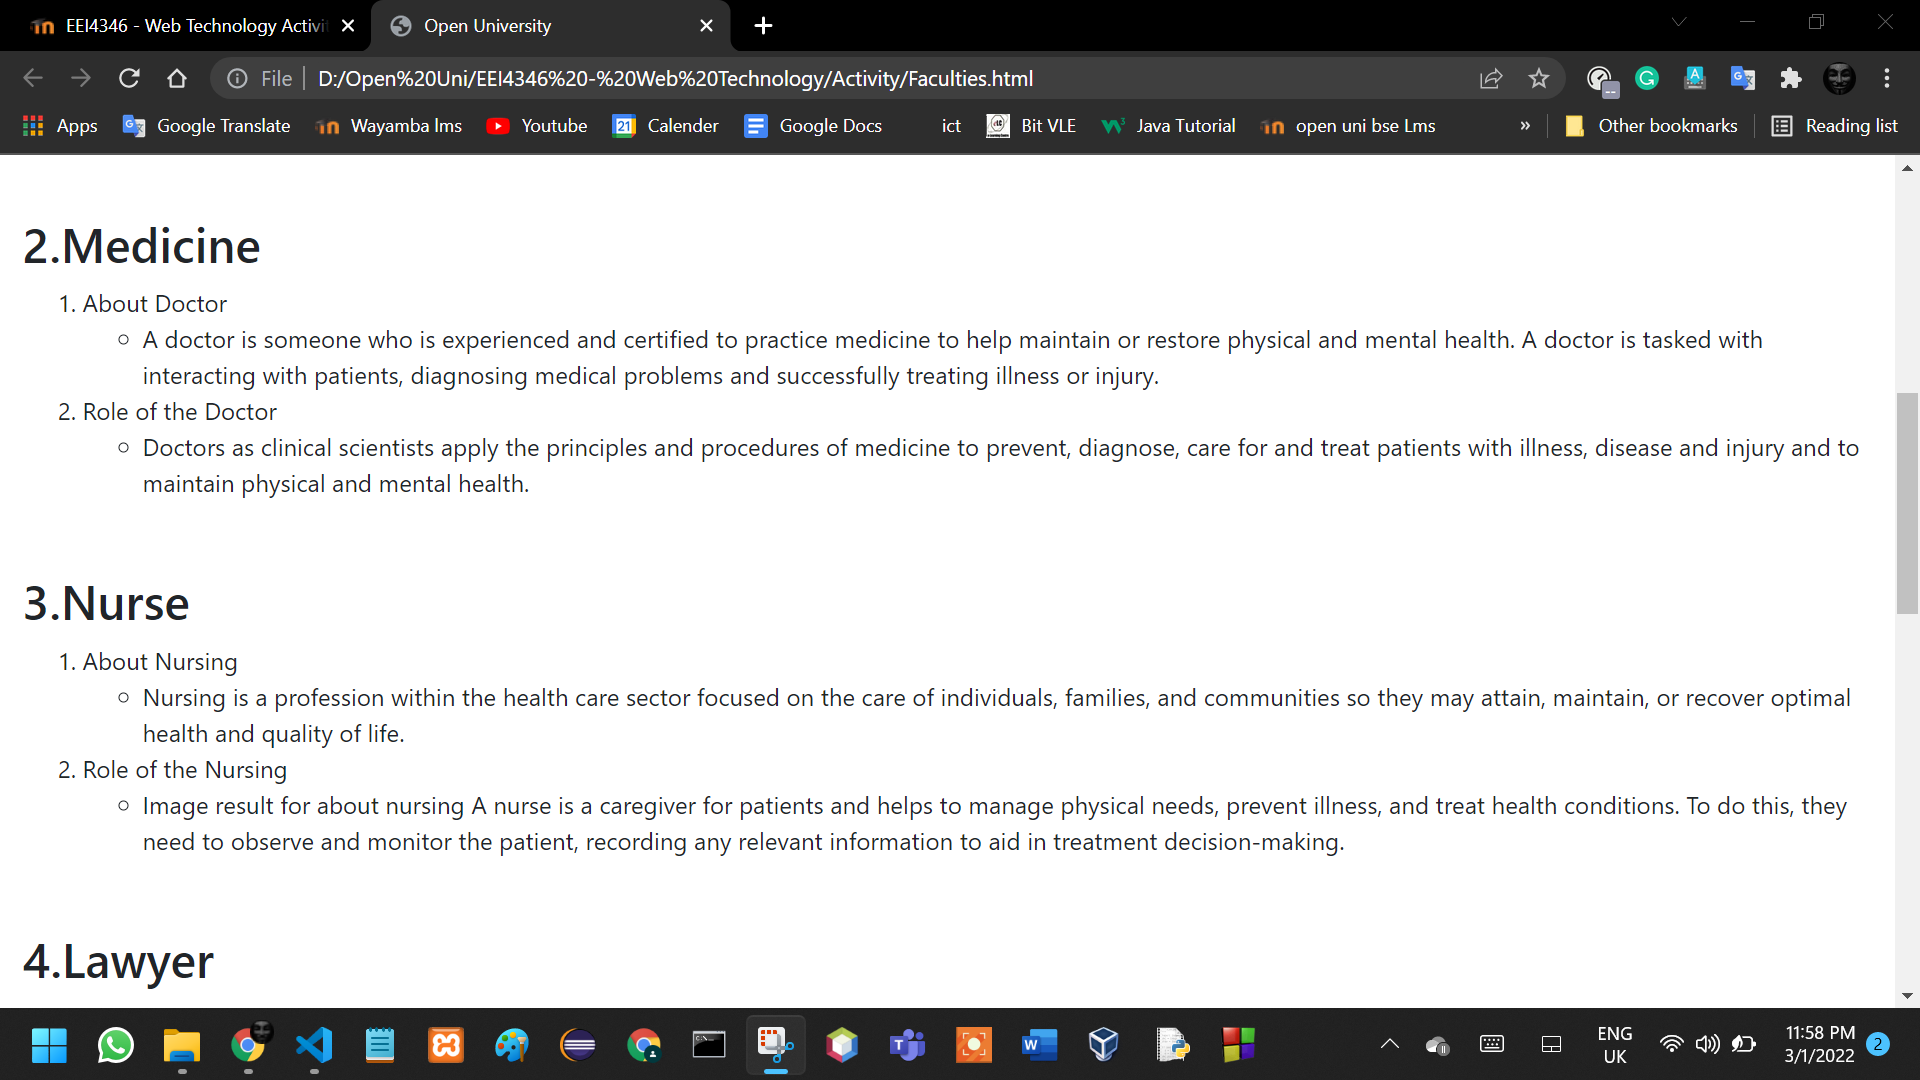 EEI4346 - Web Technology Activi
Open University
File
D:/Open%20Uni/EEI4346%20-%20Web%20Technology/Activity/Faculties.html
Apps
Google Translate
Wayamba lms
Youtube
Calender
Google Docs
ict
Bit VLE
Java Tutorial
open uni bse Lms
»
Other bookmarks
Reading list
2.Medicine
1. About Doctor
A doctor is someone who is experienced and certified to practice medicine to help maintain or restore physical and mental health. A doctor is tasked with
interacting with patients, diagnosing medical problems and successfully treating illness or injury.
2. Role of the Doctor
Doctors as clinical scientists apply the principles and procedures of medicine to prevent, diagnose, care for and treat patients with illness, disease and injury and to
maintain physical and mental health.
3.Nurse
1. About Nursing
Nursing is a profession within the health care sector focused on the care of individuals, families, and communities so they may attain, maintain, or recover optimal
health and quality of life.
2. Role of the Nursing
Image result for about nursing A nurse is a caregiver for patients and helps to manage physical needs, prevent illness, and treat health conditions. To do this, they
need to observe and monitor the patient, recording any relevant information to aid in treatment decision-making.
4.Lawyer
ENG
UK
11:58 PM
3/1/2022
2